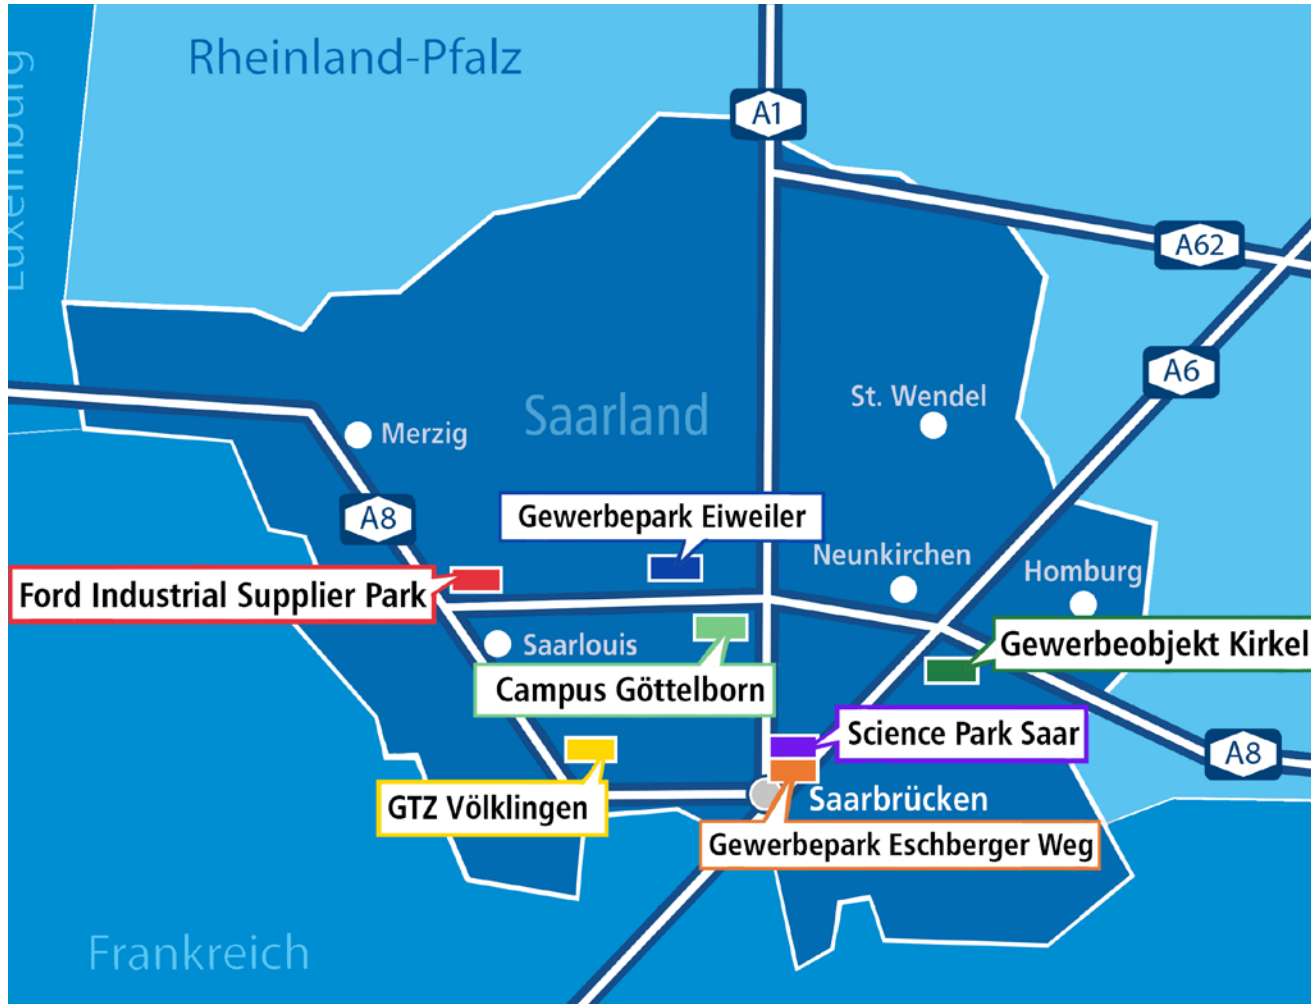 Rheinland-Pfalz
Luxemburg
A1
A62
A6
St. Wendel
Saarland
Merzig
A8
Gewerbepark Eiweiler
Neunkirchen
Homburg
Ford Industrial Supplier Park
Saarlouis
Gewerbeobjekt Kirkel
Campus Göttelborn
Science Park Saar
A8
GTZ Völklingen
Saarbrücken
Gewerbepark Eschberger Weg
Frankreich